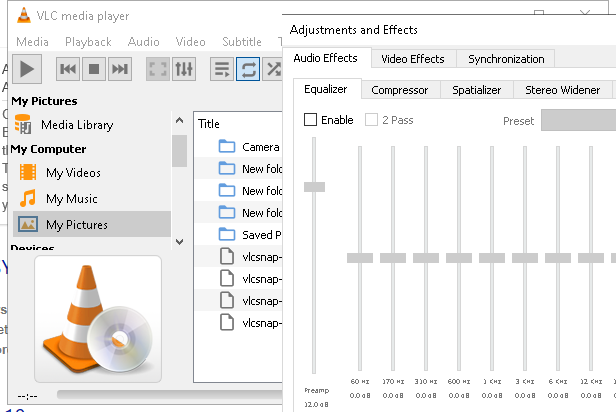 VLC media player
Media Playback Audio Video Subtitle T
My Pictures
Media Library
My Computer
My Videos
My Music
My Pictures
Devices
Title
Camera
New fold
New fold
New fold
Saved P
vlcsnap-
vlcsnap-
vlcsnap-
vlcsnap-
--:--
Adjustments and Effects
Audio Effects Video Effects Synchronization
Equalizer Compressor Spatializer Stereo Widener
Enable 2 Pass Preset
60 Hz 170 Hz 310 Hz 600 Hz 1 KHz 3 KHz 6 KHz 12 KHz
Preamp 0.0 dB 0.0 dB 0.0 dB 0.0 dB 0.0 dB 0.0 dB 0.0 dB 0.0 dB
12.0 dB